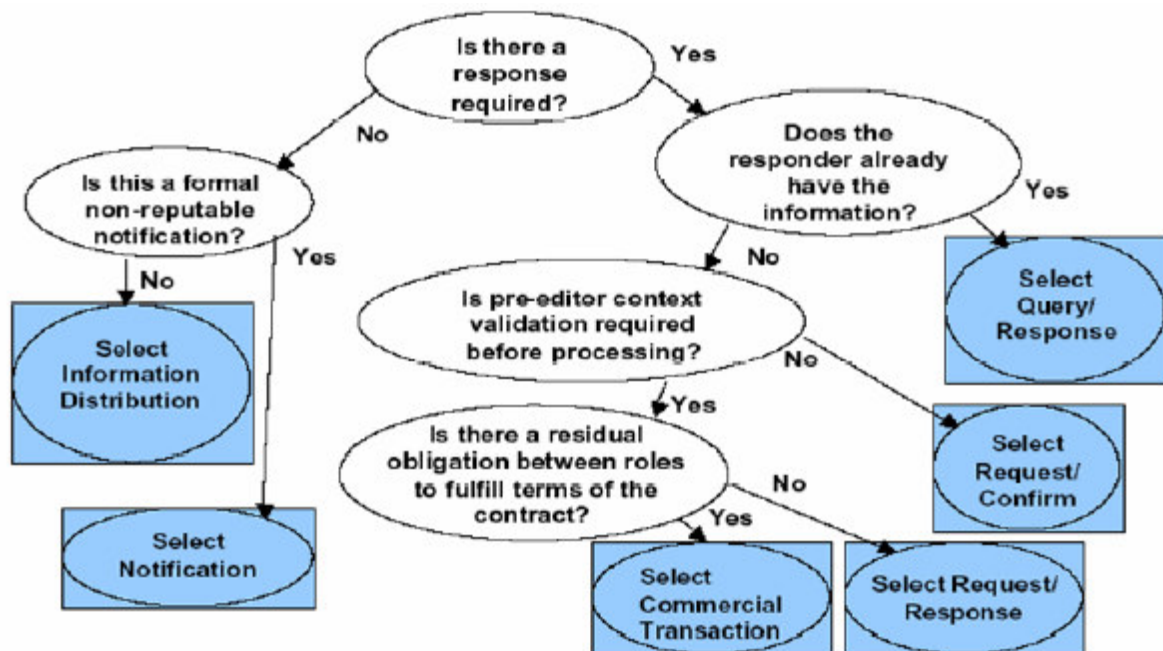 Is there a
response
required?
Yes
No
Does the
responder already
have the
information?
Is this a formal
non-reputable
notification?
Yes
No
Yes
No
Select
Query/
Response
Is pre-editor context
validation required
before processing?
Select
Information
Distribution
No
Yes
Is there a residual
obligation between roles
to fulfill terms of the
contract?
Select
Request/
Confirm
No
Yes
Select
Notification
Select
Commercial
Transaction
Select Request/
Response